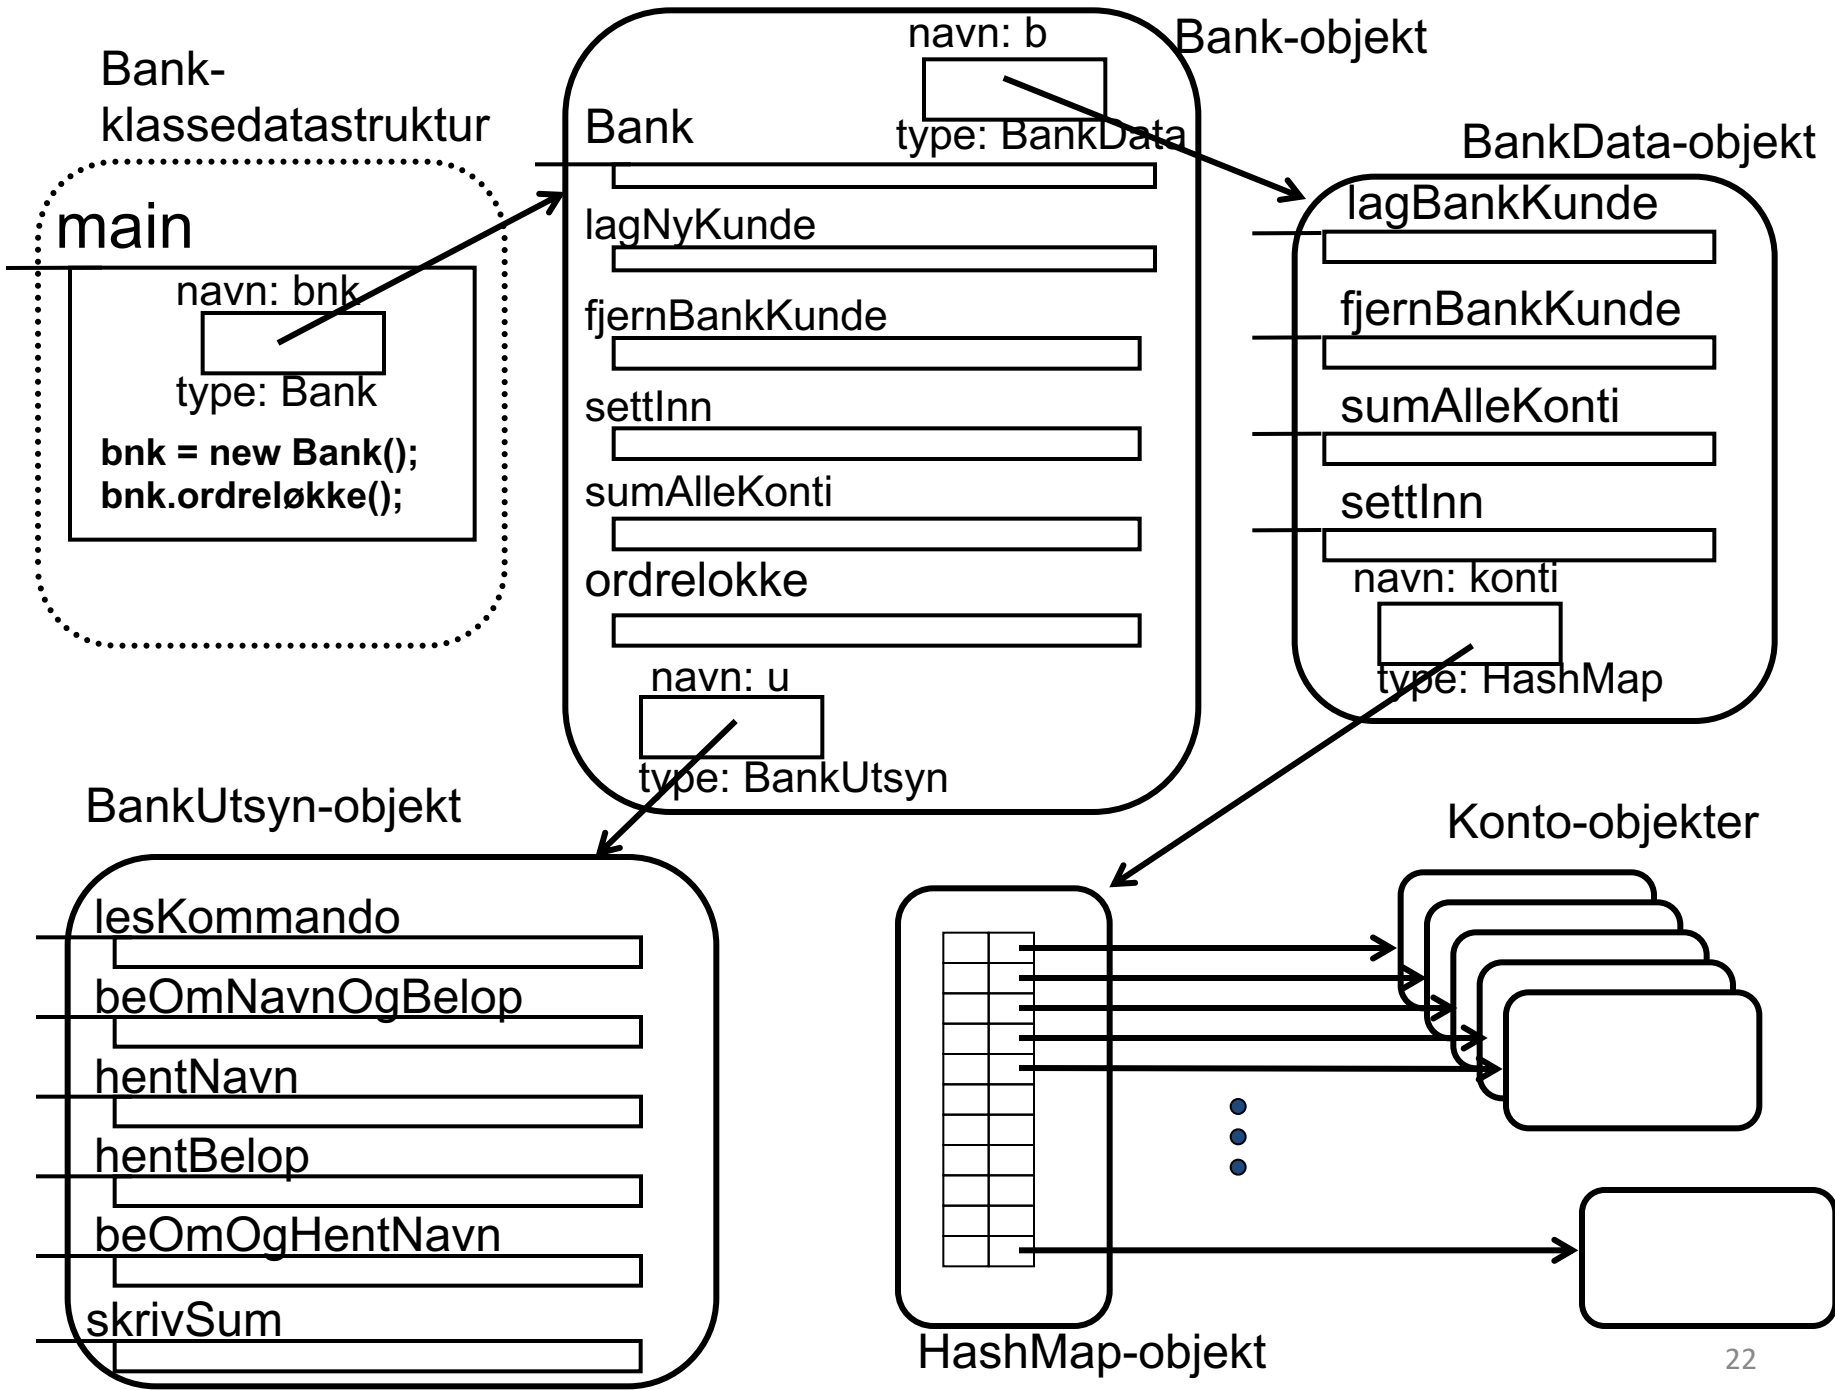 Bank-
klassedatastruktur
main
navn: bnk
type: Bank
bnk = new Bank();
bnk.ordreløkke();
Bank-objekt
navn: b
type: BankData
Bank
lagNyKunde
fjernBankKunde
settInn
sumAlleKonti
ordrelokke
navn: u
type: BankUtsyn
BankData-objekt
lagBankKunde
fjernBankKunde
sumAlleKonti
settInn
navn: konti
type: HashMap
BankUtsyn-objekt
lesKommando
beOmNavnOgBelop
hentNavn
hentBelop
beOmOgHentNavn
skrivSum
HashMap-objekt
Konto-objekter
22